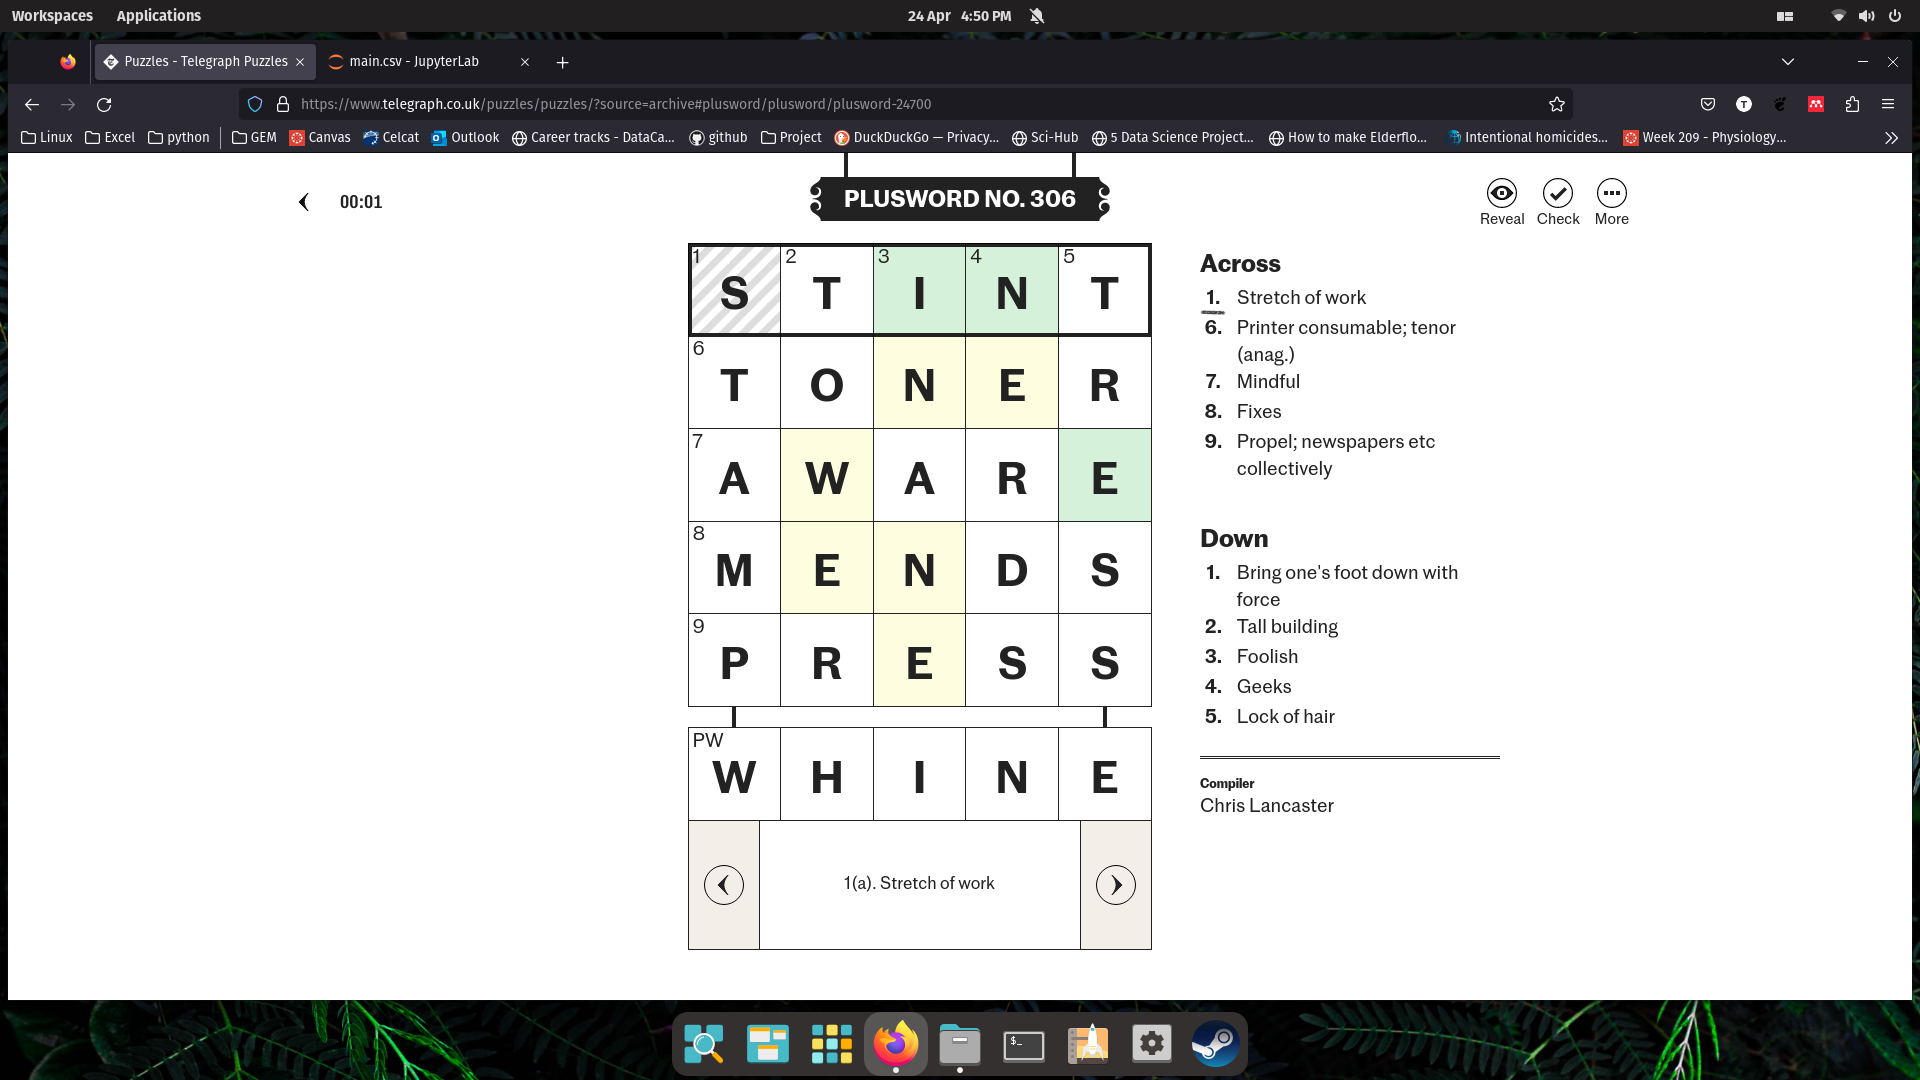 Workspaces Applications 24 Apr 4:50 PM
Puzzles - Telegraph Puzzles main.csv - JupyterLab
https://www.telegraph.co.uk/puzzles/puzzles/?source=archive#plusword/plusword/plusword-24700
Linux Excel python GEM Canvas Celcat Outlook Career tracks - DataCa... github Project DuckDuckGo — Privacy... Sci-Hub 5 Data Science Project... How to make Elderflo... Intentional homicides... Week 209 - Physiology...
00:01
PLUSWORD NO. 306
Reveal Check More
1 2 3 4 5
S T I N T
6
T O N E R
7
A W A R E
8
M E N D S
9
P R E S S
PW
W H I N E
1(a). Stretch of work
Across
1. Stretch of work
6. Printer consumable; tenor
(anag.)
7. Mindful
8. Fixes
9. Propel; newspapers etc
collectively
Down
1. Bring one's foot down with
force
2. Tall building
3. Foolish
4. Geeks
5. Lock of hair
Compiler
Chris Lancaster